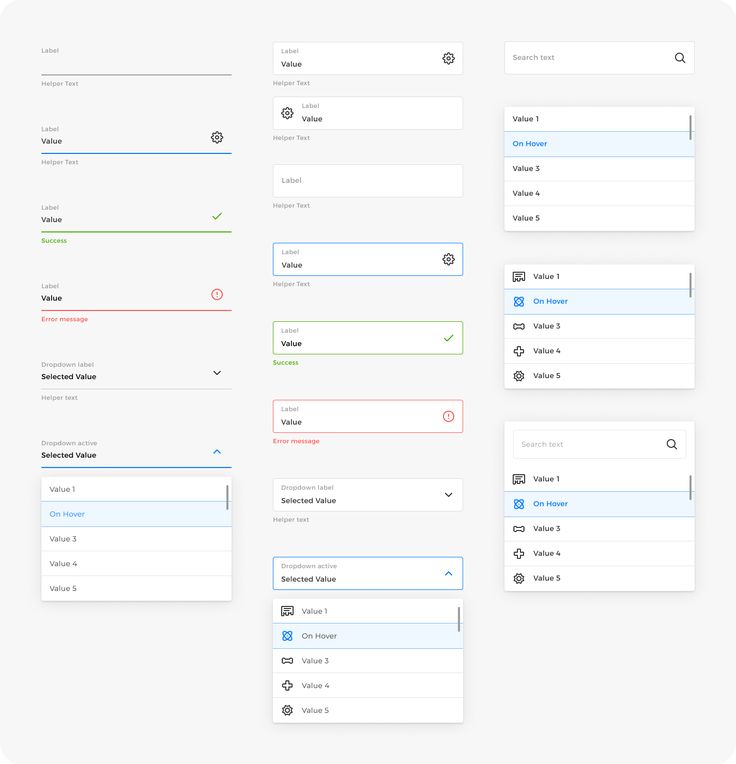 Label
Helper Text
Label
Value
Helper Text
Label
Value
Success
Label
Value
Error message
Dropdown label
Selected Value
Helper text
Dropdown active
Selected Value
Value 1
On Hover
Value 3
Value 4
Value 5
Label
Value
Helper Text
Label
Value
Helper Text
Label
Helper Text
Label
Value
Helper Text
Label
Value
Success
Label
Value
Error message
Dropdown label
Selected Value
Helper text
Dropdown active
Selected Value
Value 1
On Hover
Value 3
Value 4
Value 5
Search text
Value 1
On Hover
Value 3
Value 4
Value 5
Value 1
On Hover
Value 3
Value 4
Value 5
Search text
Value 1
On Hover
Value 3
Value 4
Value 5